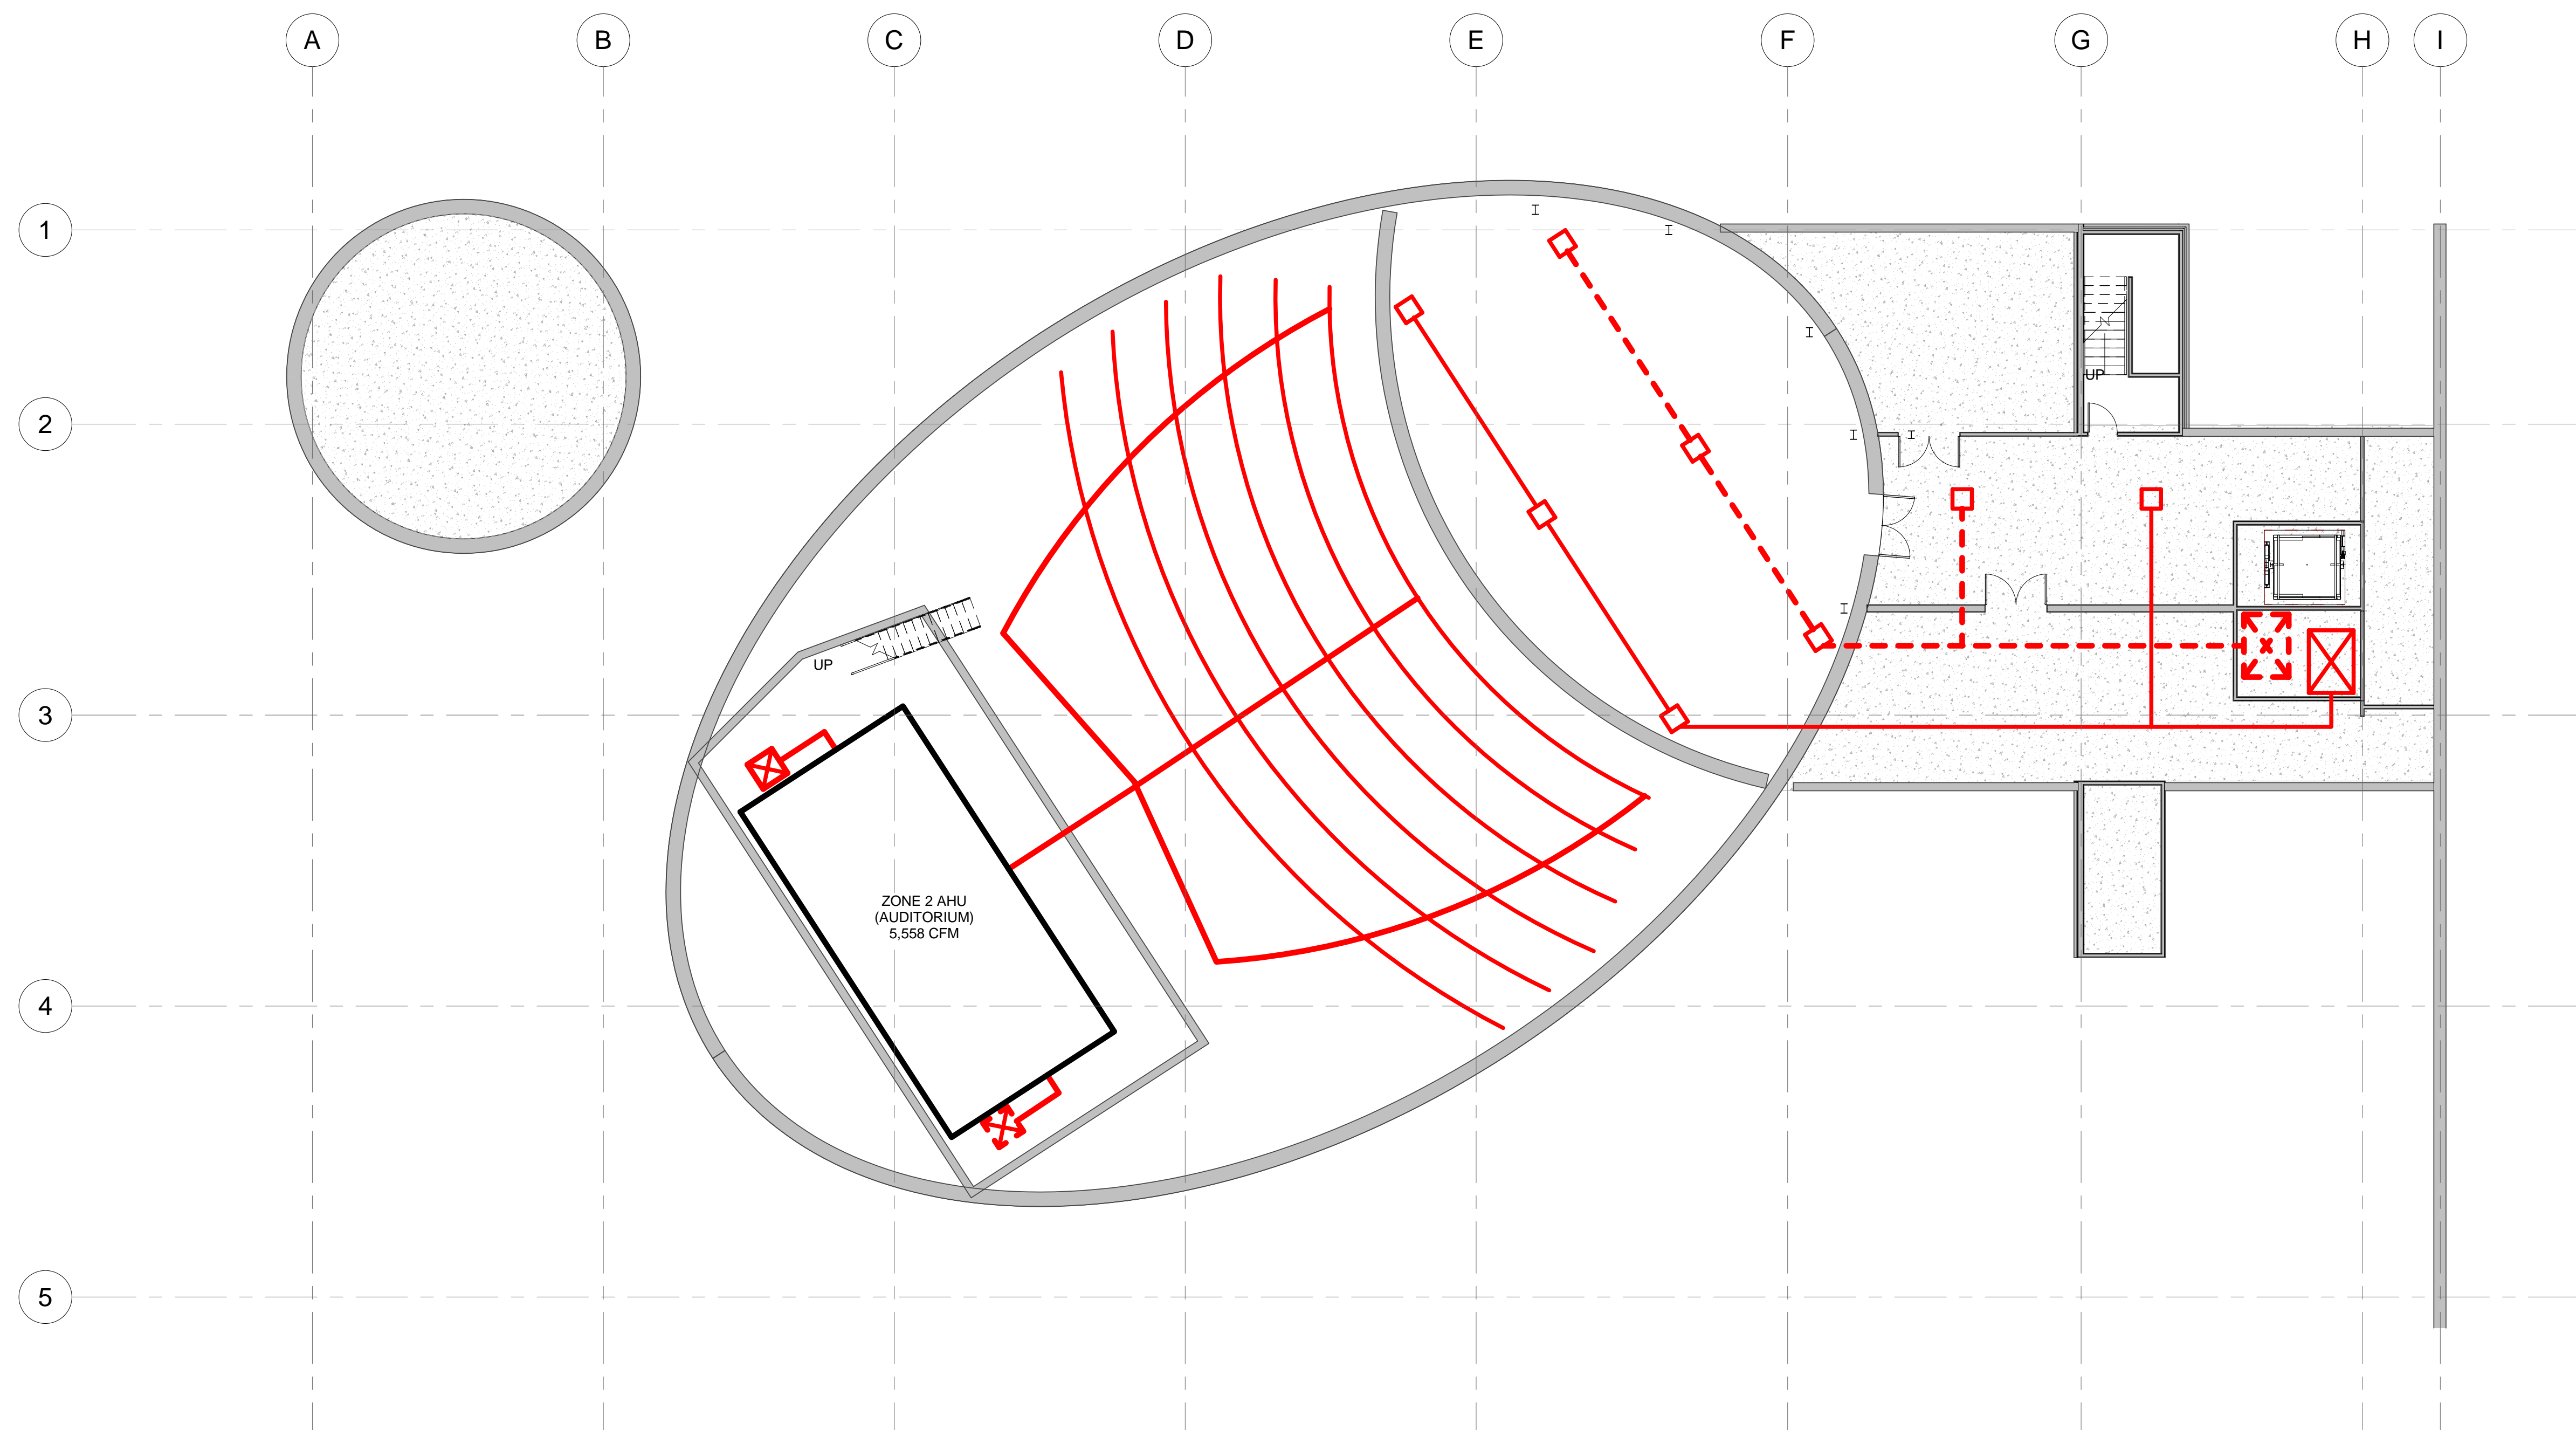 A B C D E F G H I
1
2
3
4
5
UP
UP
ZONE 2 AHU
(AUDITORIUM)
5,558 CFM